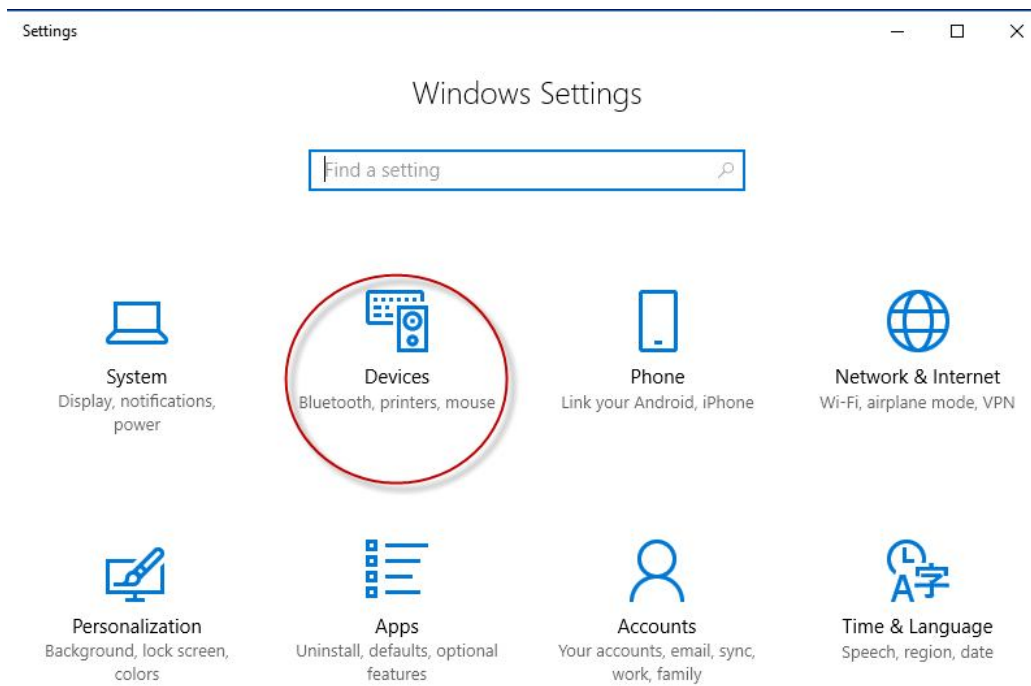 Settings
Windows Settings
Find a setting
System
Display, notifications,
power
Devices
Bluetooth, printers, mouse
Phone
Link your Android, iPhone
Network & Internet
Wi-Fi, airplane mode, VPN
Personalization
Background, lock screen,
colors
Apps
Uninstall, defaults, optional
features
Accounts
Your accounts, email, sync,
work, family
A字
Time & Language
Speech, region, date